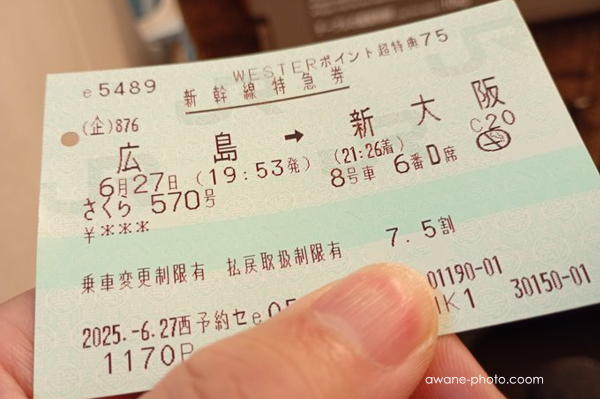 e5489 WESTERポイント超特典75
新幹線特急券
(企)876 C20
広島 ➡ 新大阪
6月27日 (19:53発) (21:26着)
さくら 570号 8号車 6番D席
¥***
乗車変更制限有 払戻取扱制限有 7.5割
2025.-6.27西予約セe 01190-01
1170 K1 30150-01
awane-photo.com